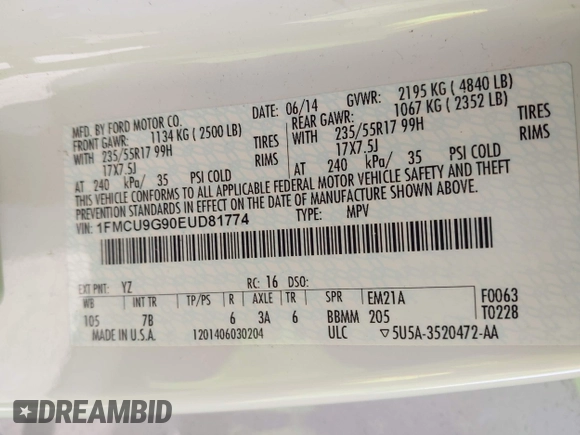 MFD. BY FORD MOTOR CO.
DATE: 06/14
GVWR: 2195 KG ( 4840 LB)
FRONT GAWR: 1134 KG ( 2500 LB)
REAR GAWR: 1067 KG ( 2352 LB)
WITH 235/55R17 99H TIRES
WITH 235/55R17 99H TIRES
17X7.5J RIMS
17X7.5J RIMS
AT 240 kPa/ 35 PSI COLD
AT 240 kPa/ 35 PSI COLD
THIS VEHICLE CONFORMS TO ALL APPLICABLE FEDERAL MOTOR VEHICLE SAFETY AND THEFT
PREVENTION STANDARDS IN EFFECT ON THE DATE OF MANUFACTURE SHOWN ABOVE.
VIN: 1FMCU9G90EUD81774
TYPE: MPV
EXT PNT: YZ RC: 16 DSO:
WB INT TR TP/PS R AXLE TR SPR EM21A F0063
105 7B 6 3A 6 BBMM 205 T0228
MADE IN U.S.A. 1201406030204 ULC ▽5U5A-3520472-AA
DREAMBID